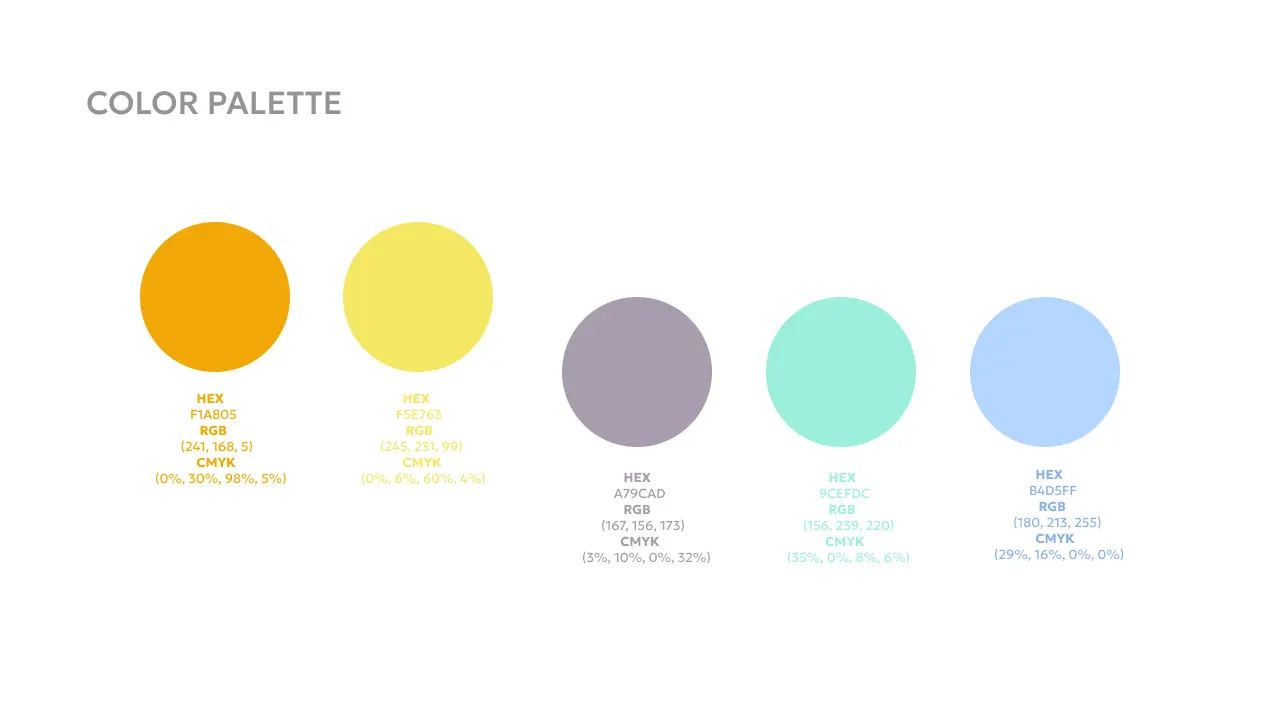 COLOR PALETTE
HEX
F1A805
RGB
(241, 168, 5)
CMYK
(0%, 30%, 98%, 5%)
HEX
F5E763
RGB
(245, 231, 99)
CMYK
(0%, 6%, 60%, 4%)
HEX
A79CAD
RGB
(167, 156, 173)
CMYK
(3%, 10%, 0%, 32%)
HEX
9CEFDC
RGB
(156, 239, 220)
CMYK
(35%, 0%, 8%, 6%)
HEX
B4D5FF
RGB
(180, 213, 255)
CMYK
(29%, 16%, 0%, 0%)